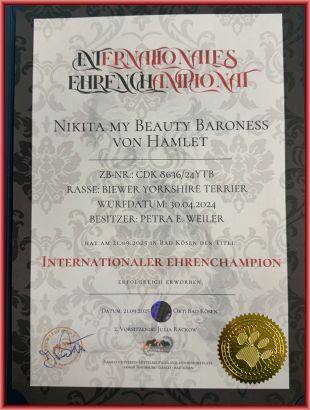 INTERNATIONALES
EHRENCHAMPIONAT
NIKITA MY BEAUTY BARONESS
VON HAMLET
ZB-NR.: CDK 8636/24YTB
RASSE: BIEWER YORKSHIRE TERRIER
WURFDATUM: 30.04.2024
BESITZER: PETRA E. WEILER
HAT AM 21.09.2025 IN BAD KÖSEN DEN TITEL:
INTERNATIONALER EHRENCHAMPION
ERFOLGREICH ERWORBEN.
DATUM: 21.09.2025 ORT: BAD KÖSEN
2. VORSITZENDE: JULIA RACKOW